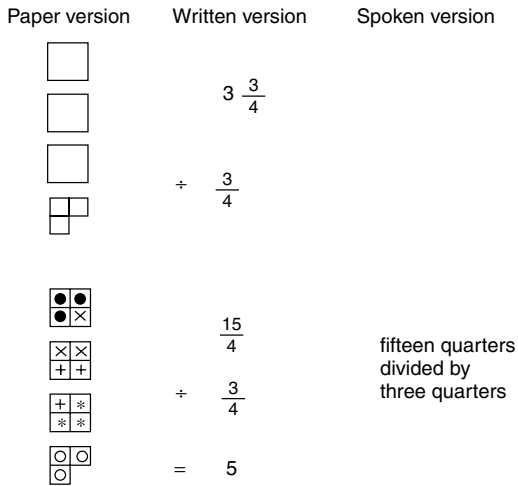 Paper version Written version Spoken version
3 3/4
÷ 3/4
15/4
fifteen quarters
divided by
÷ 3/4
three quarters
= 5